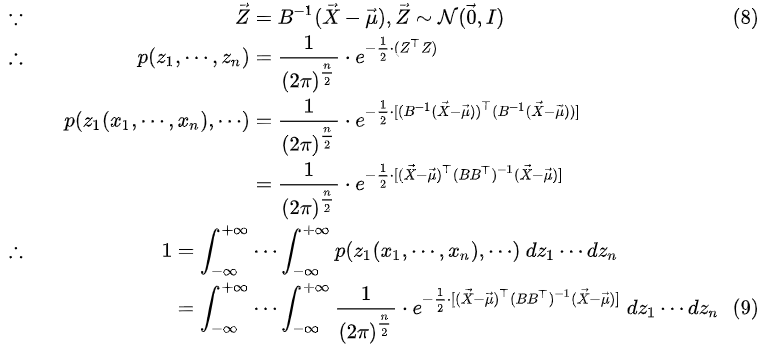 $\because \quad \vec{Z} = B^{-1}(\vec{X} - \vec{\mu}), \vec{Z} \sim \mathcal{N}(\vec{0}, I) \quad (8)$
$\therefore \quad p(z_1, \cdots, z_n) = \frac{1}{(2\pi)^{\frac{n}{2}}} \cdot e^{-\frac{1}{2} \cdot (Z^\top Z)}$
$p(z_1(x_1, \cdots, x_n), \cdots) = \frac{1}{(2\pi)^{\frac{n}{2}}} \cdot e^{-\frac{1}{2} \cdot [(B^{-1}(\vec{X} - \vec{\mu}))^\top (B^{-1}(\vec{X} - \vec{\mu}))]}$
$= \frac{1}{(2\pi)^{\frac{n}{2}}} \cdot e^{-\frac{1}{2} \cdot [(\vec{X} - \vec{\mu})^\top (BB^\top)^{-1} (\vec{X} - \vec{\mu})]}$
$\therefore \quad 1 = \int_{-\infty}^{+\infty} \cdots \int_{-\infty}^{+\infty} p(z_1(x_1, \cdots, x_n), \cdots) \; dz_1 \cdots dz_n$
$= \int_{-\infty}^{+\infty} \cdots \int_{-\infty}^{+\infty} \frac{1}{(2\pi)^{\frac{n}{2}}} \cdot e^{-\frac{1}{2} \cdot [(\vec{X} - \vec{\mu})^\top (BB^\top)^{-1} (\vec{X} - \vec{\mu})]} \; dz_1 \cdots dz_n \quad (9)$